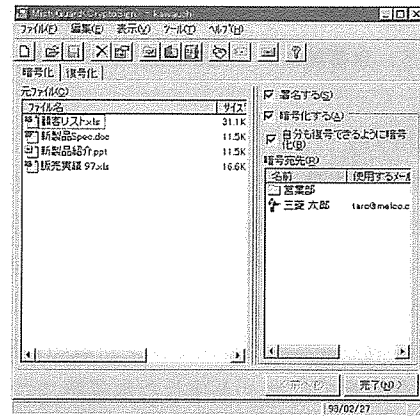 ファイル(F) 編集(E) 表示(V) ツール(T) ヘルプ(H)
暗号化 復号化
元ファイル(O)
ファイル名 サイズ
顧客リスト.xls 31.1K
新製品Spec.doc 11.5K
新製品紹介.ppt 11.5K
販売実績 97.xls 16.6K
署名する(S)
暗号化する(A)
自分も復号できるように暗号
化(B)
暗号宛先(R)
名前 使用するメール
営業部
三菱 太郎 taro@melco.c
完了(N) >
98/02/27